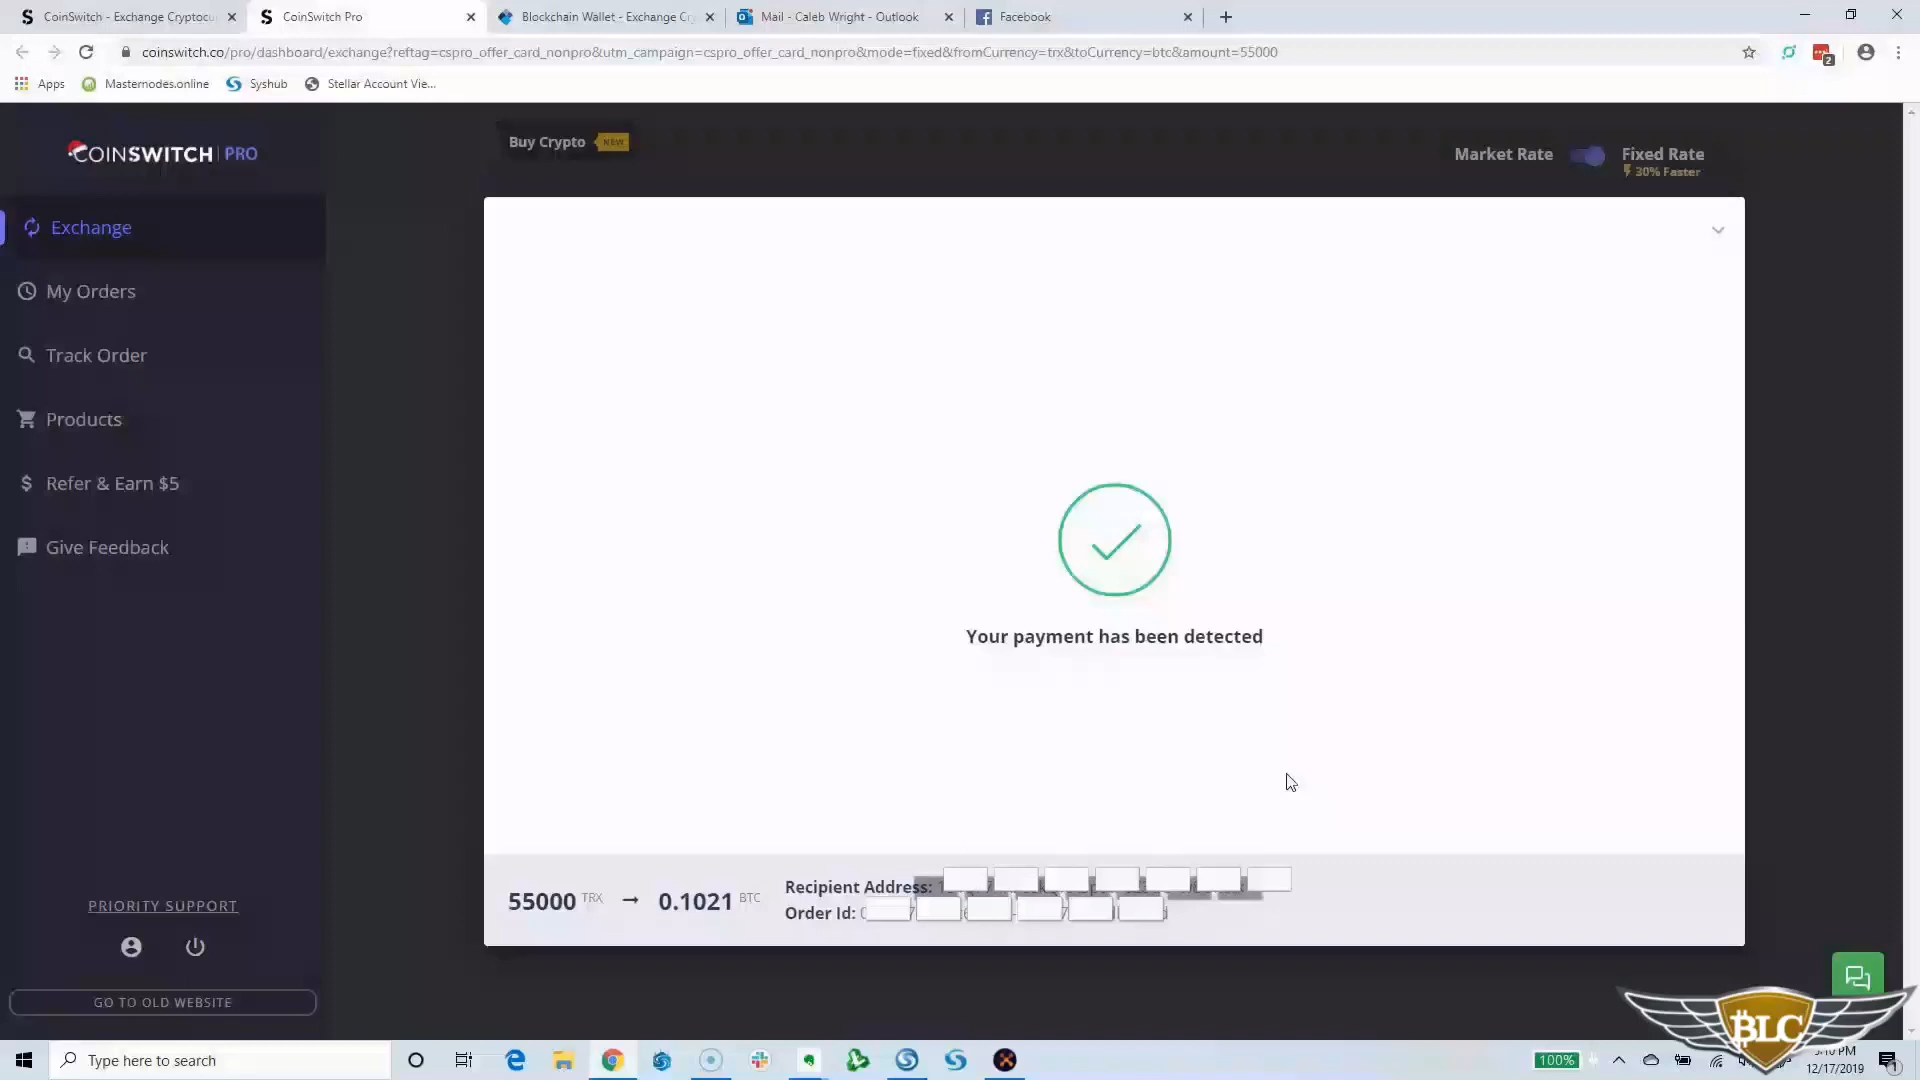 CoinSwitch - Exchange Cryptocu
CoinSwitch Pro
Blockchain Wallet - Exchange Cr
Mail - Caleb Wright - Outlook
Facebook
coinswitch.co/pro/dashboard/exchange?reftag=cspro_offer_card_nonpro&utm_campaign=cspro_offer_card_nonpro&mode=fixed&fromCurrency=trx&toCurrency=btc&amount=55000
2
Apps
Masternodes.online
Syshub
Stellar Account Vie...
COINSWITCH | PRO
Buy Crypto NEW
Market Rate
Fixed Rate
30% Faster
Exchange
My Orders
Track Order
Products
Refer & Earn $5
Give Feedback
Your payment has been detected
55000 TRX → 0.1021 BTC
Recipient Address:
Order Id:
PRIORITY SUPPORT
GO TO OLD WEBSITE
BLC
Type here to search
100%
PM
12/17/2019